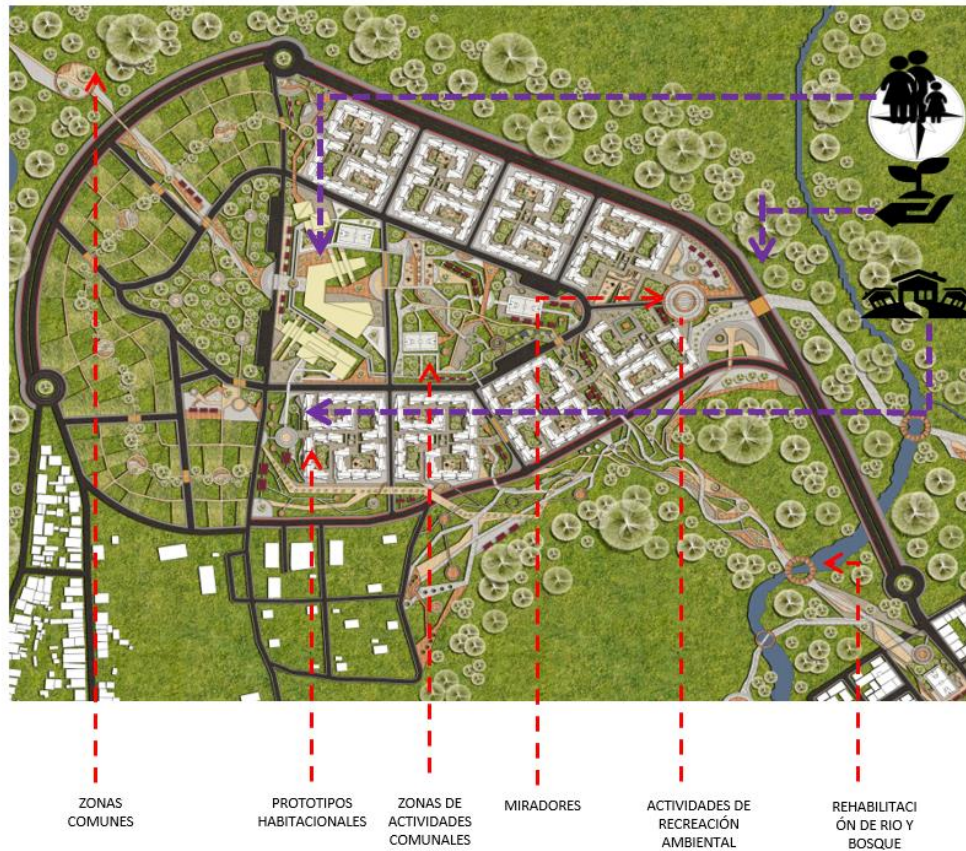 ZONAS
COMUNES
PROTOTIPOS
HABITACIONALES
ZONAS DE
ACTIVIDADES
COMUNALES
MIRADORES
ACTIVIDADES DE
RECREACIÓN
AMBIENTAL
REHABILITACI
ÓN DE RIO Y
BOSQUE